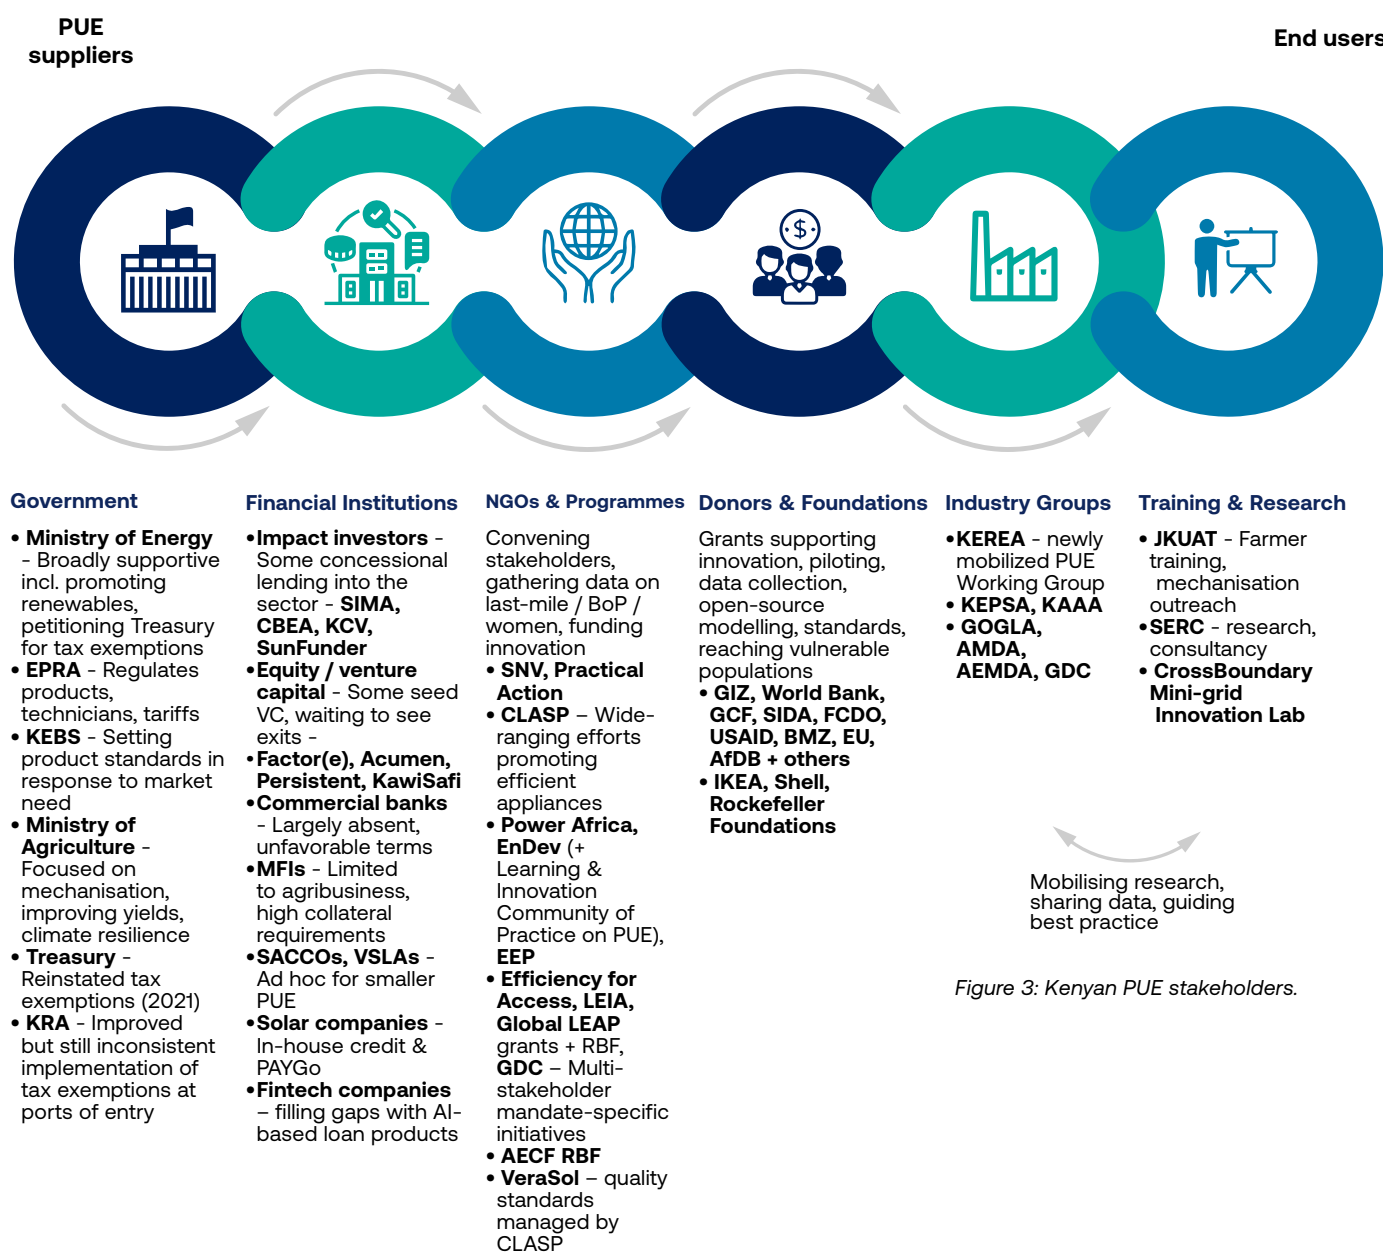 PUE
suppliers
End users
Government
• Ministry of Energy
- Broadly supportive
incl. promoting
renewables,
petitioning Treasury
for tax exemptions
• EPRA - Regulates
products,
technicians, tariffs
• KEBS - Setting
product standards in
response to market
need
• Ministry of
Agriculture -
Focused on
mechanisation,
improving yields,
climate resilience
• Treasury -
Reinstated tax
exemptions (2021)
• KRA - Improved
but still inconsistent
implementation of
tax exemptions at
ports of entry
Financial Institutions
•Impact investors -
Some concessional
lending into the
sector - SIMA,
CBEA, KCV,
SunFunder
•Equity / venture
capital - Some seed
VC, waiting to see
exits -
•Factor(e), Acumen,
Persistent, KawiSafi
•Commercial banks
- Largely absent,
unfavorable terms
•MFIs - Limited
to agribusiness,
high collateral
requirements
•SACCOs, VSLAs -
Ad hoc for smaller
PUE
•Solar companies -
In-house credit &
PAYGo
•Fintech companies
– filling gaps with AI-
based loan products
NGOs & Programmes
Convening
stakeholders,
gathering data on
last-mile / BoP /
women, funding
innovation
• SNV, Practical
Action
• CLASP – Wide-
ranging efforts
promoting
efficient
appliances
• Power Africa,
EnDev (+
Learning &
Innovation
Community of
Practice on PUE),
EEP
• Efficiency for
Access, LEIA,
Global LEAP
grants + RBF,
GDC – Multi-
stakeholder
mandate-specific
initiatives
• AECF RBF
• VeraSol – quality
standards
managed by
CLASP
Donors & Foundations
Grants supporting
innovation, piloting,
data collection,
open-source
modelling, standards,
reaching vulnerable
populations
• GIZ, World Bank,
GCF, SIDA, FCDO,
USAID, BMZ, EU,
AfDB + others
• IKEA, Shell,
Rockefeller
Foundations
Industry Groups
•KEREA - newly
mobilized PUE
Working Group
• KEPSA, KAAA
• GOGLA,
AMDA,
AEMDA, GDC
Training & Research
• JKUAT - Farmer
training,
mechanisation
outreach
•SERC - research,
consultancy
• CrossBoundary
Mini-grid
Innovation Lab
Mobilising research,
sharing data, guiding
best practice
Figure 3: Kenyan PUE stakeholders.